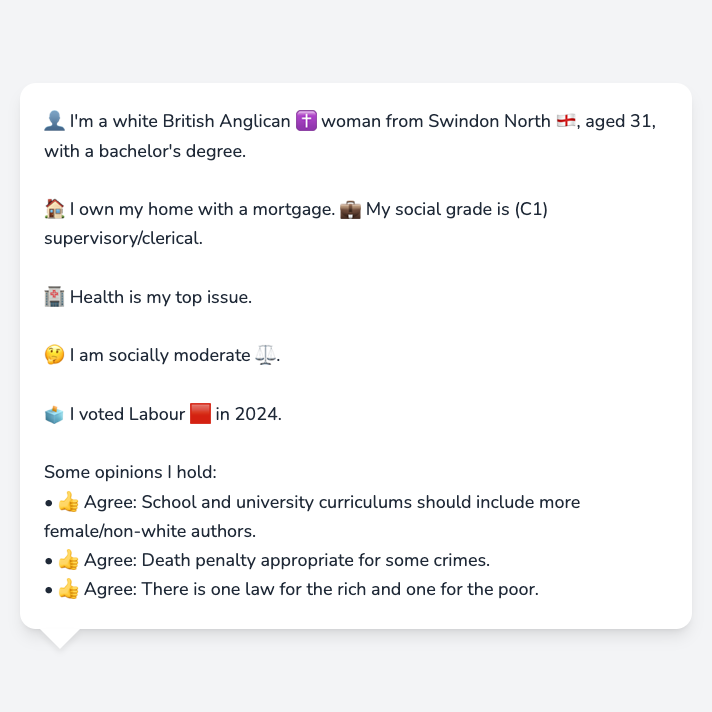 👤 I'm a white British Anglican ✝️ woman from Swindon North 🏴󠁧󠁢󠁥󠁮󠁧󠁿, aged 31,
with a bachelor's degree.
🏠 I own my home with a mortgage. 💼 My social grade is (C1)
supervisory/clerical.
🏥 Health is my top issue.
🤔 I am socially moderate ⚖️.
🗳️ I voted Labour 🟥 in 2024.
Some opinions I hold:
• 👍 Agree: School and university curriculums should include more
female/non-white authors.
• 👍 Agree: Death penalty appropriate for some crimes.
• 👍 Agree: There is one law for the rich and one for the poor.